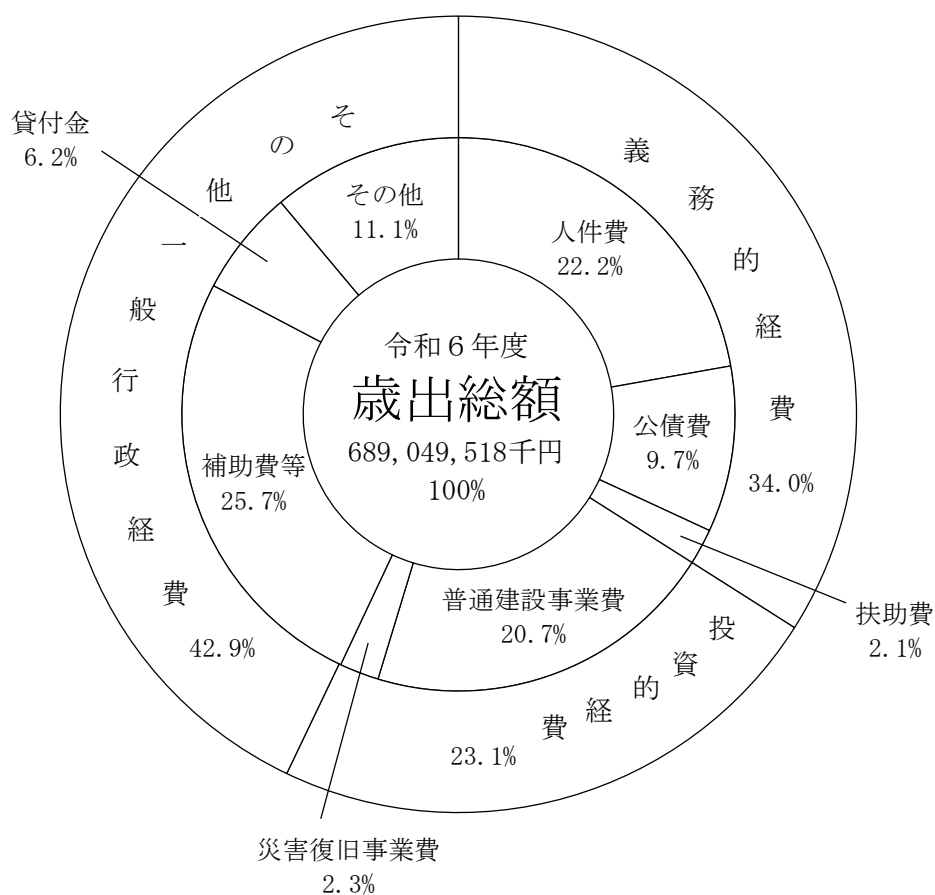 令和６年度
歳出総額
689,049,518千円
100%
義務的経費
34.0%
人件費
22.2%
公債費
9.7%
扶助費
2.1%
投資的経費
23.1%
普通建設事業費
20.7%
災害復旧事業費
2.3%
その他一般行政経費
42.9%
補助費等
25.7%
貸付金
6.2%
その他
11.1%